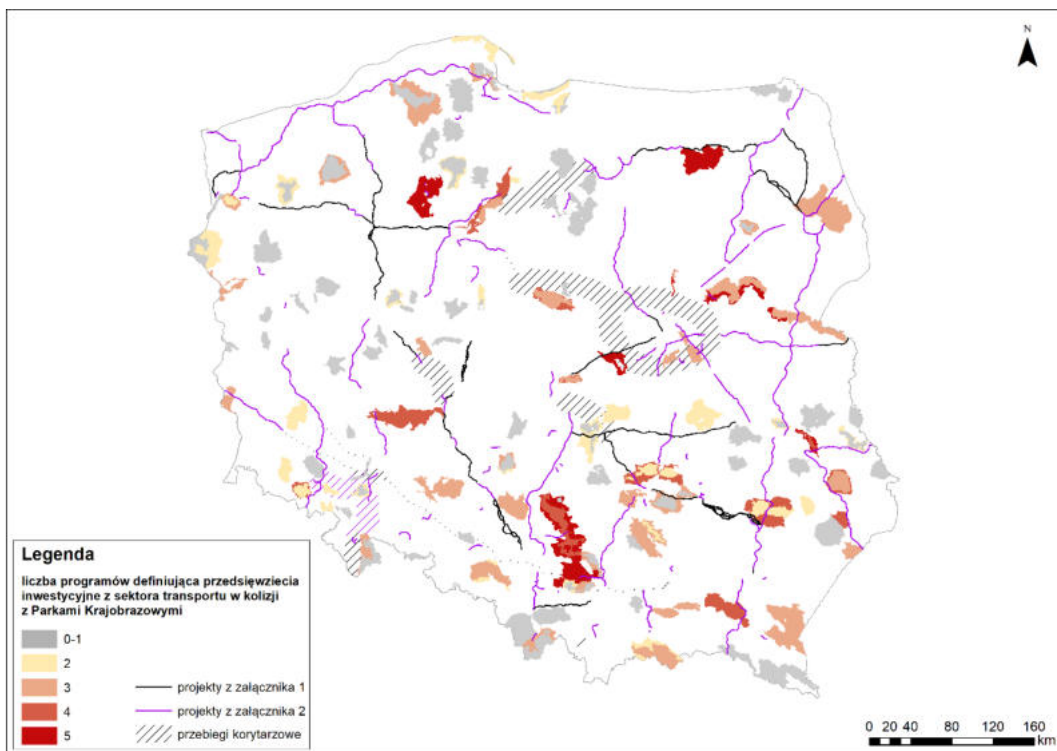 N
Legenda
liczba programów definiująca przedsięwziecia
inwestycyjne z sektora transportu w kolizji
z Parkami Krajobrazowymi
0-1
2
3
4
5
projekty z załącznika 1
projekty z załącznika 2
przebiegi korytarzowe
0 20 40 80 120 160
km